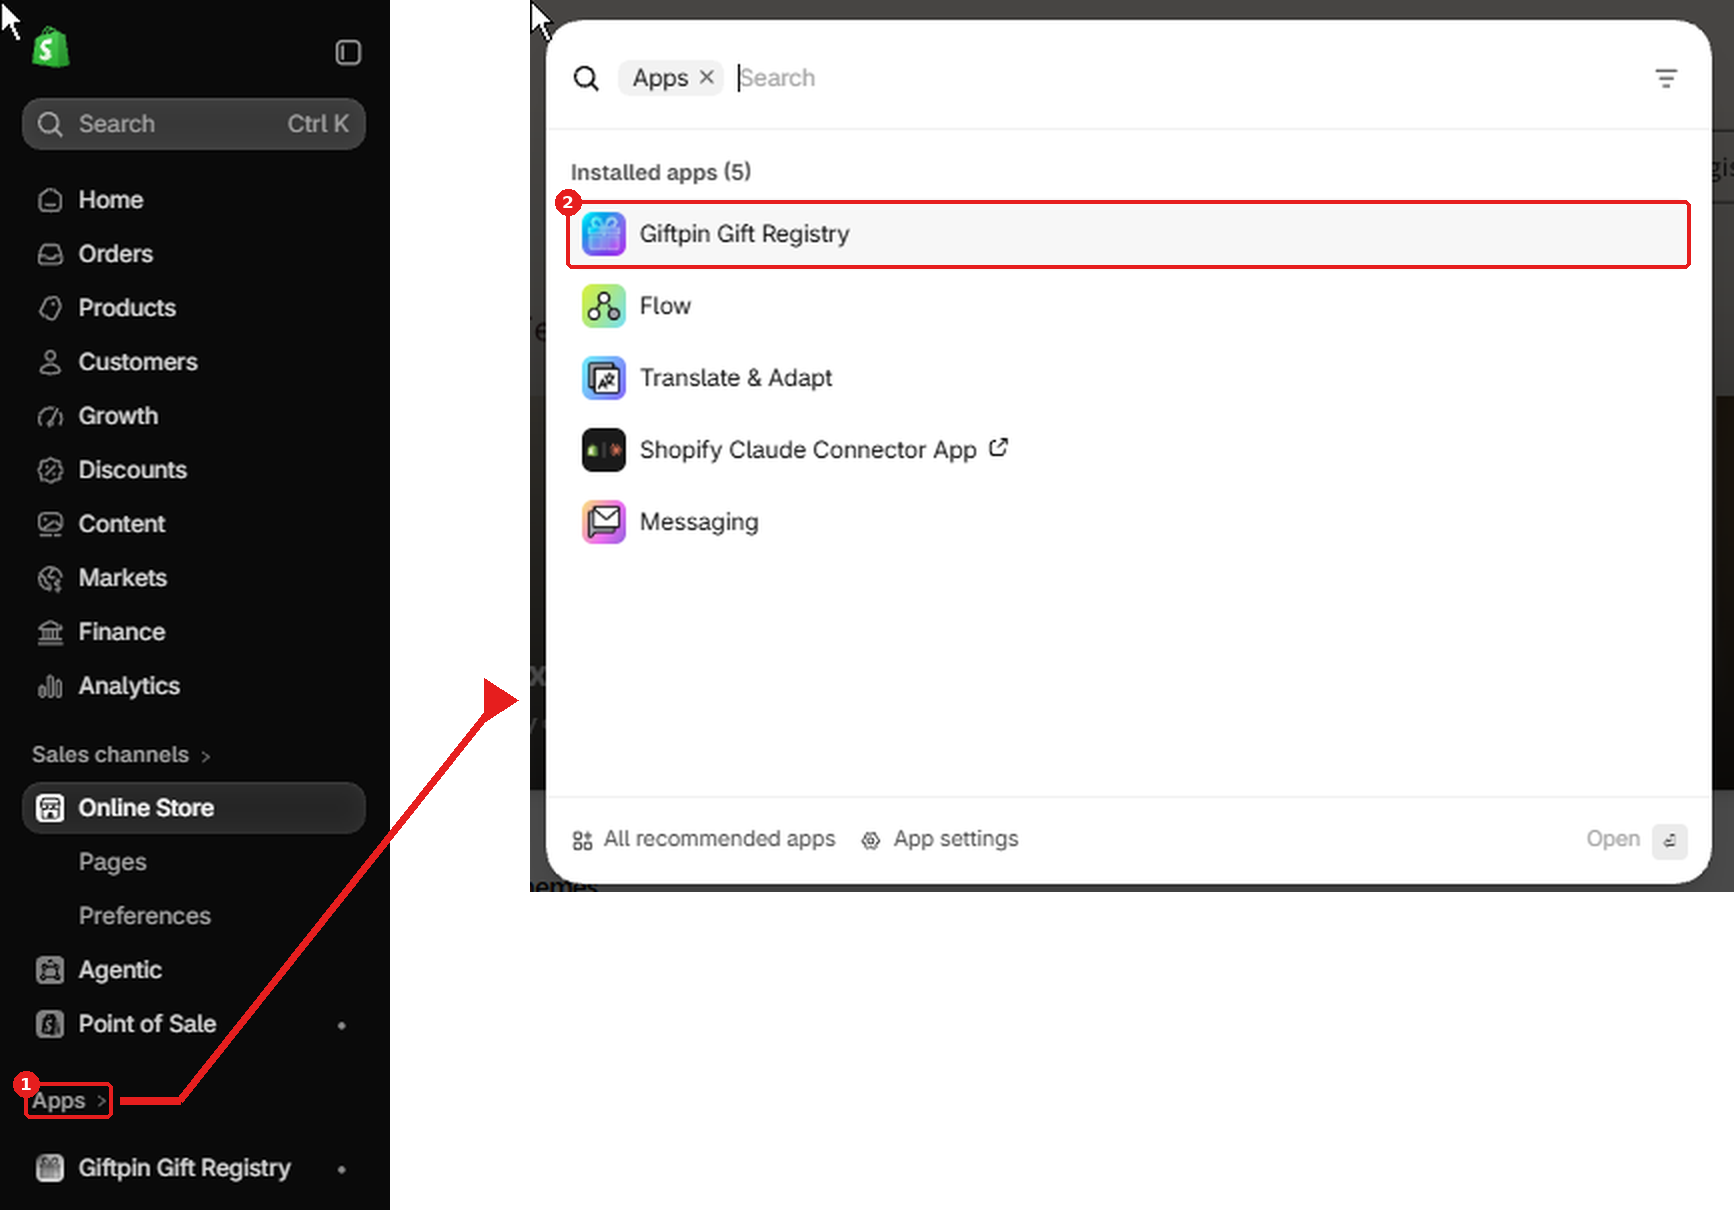 Search Ctrl K
Home
Orders
Products
Customers
Growth
Discounts
Content
Markets
Finance
Analytics
Sales channels >
Online Store
Pages
Preferences
Agentic
Point of Sale
1
Apps >
Giftpin Gift Registry
Apps × Search
Installed apps (5)
2
Giftpin Gift Registry
Flow
Translate & Adapt
Shopify Claude Connector App
Messaging
All recommended apps App settings Open